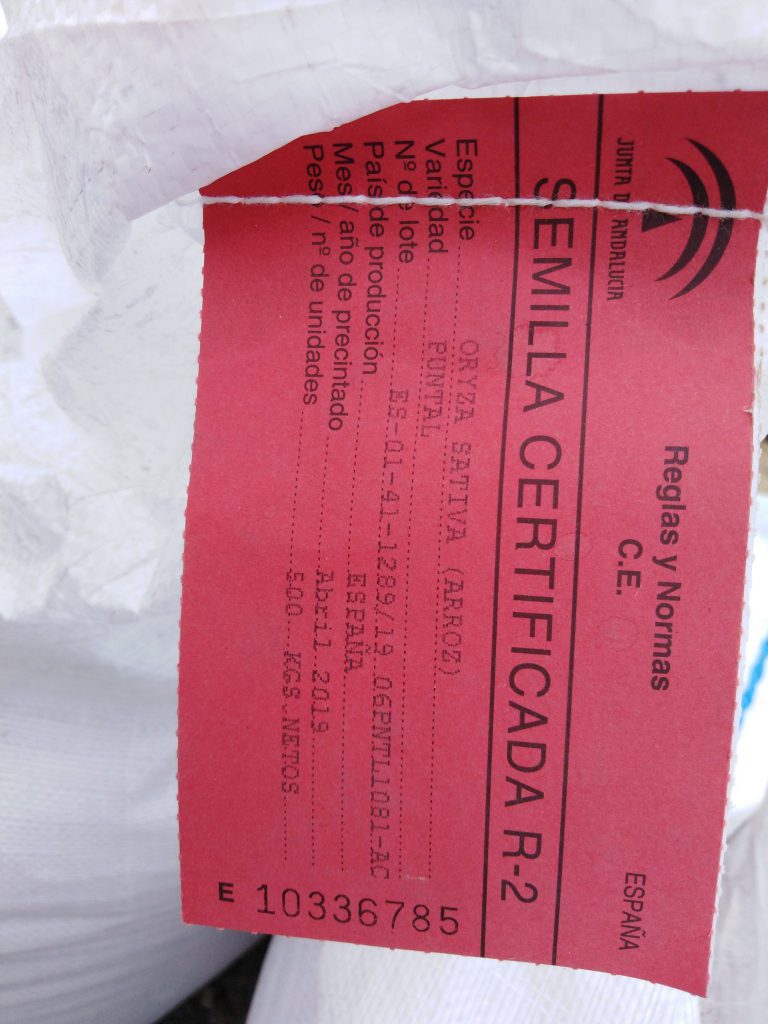 JUNTA DE ANDALUCIA
Reglas y Normas
C.E.
ESPAÑA
SEMILLA CERTIFICADA R-2
Especie ORYZA SATIVA (ARROZ)
Variedad PUNTAL
Nº de lote ES-01-41-1289/19 06PNTL1081-AC
País de producción ESPAÑA
Mes / año de precintado Abril 2019
Peso / nº de unidades 500 KGS.NETOS
E 10336785